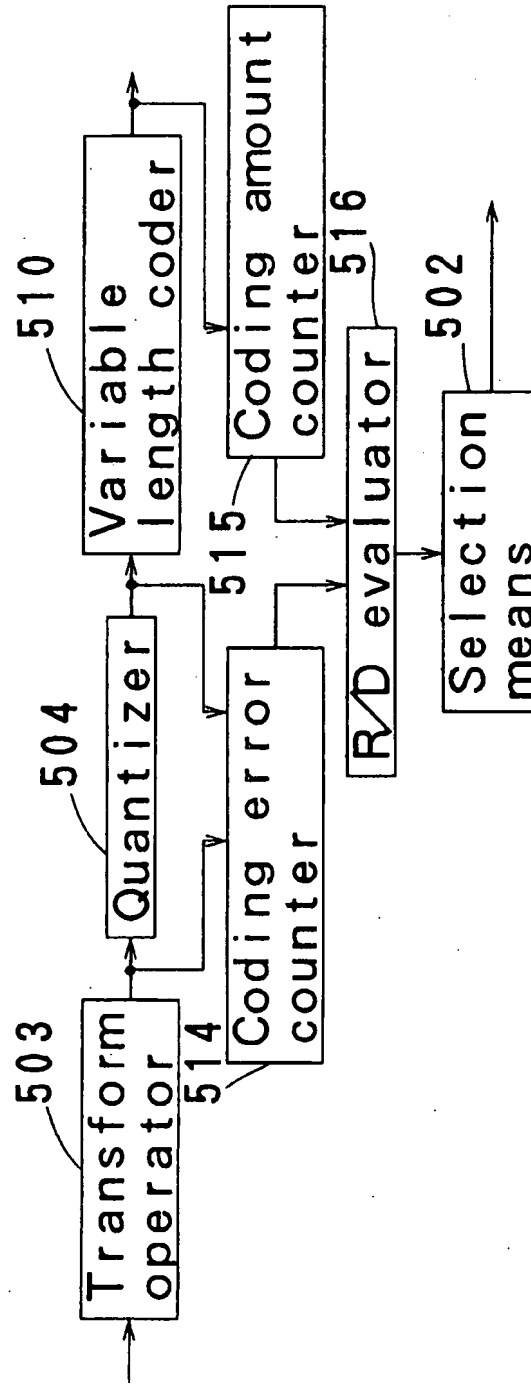 503
Transform
operator
504
Quantizer
510
Variable
length coder
514
Coding error
counter
515
Coding amount
counter
516
R/D evaluator
502
Selection
means